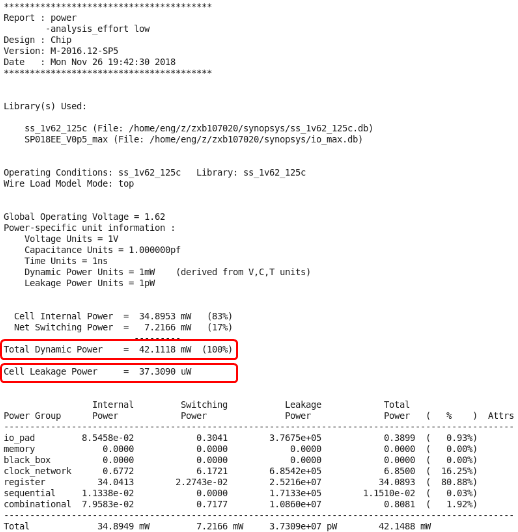 ****************************************
Report : power
        -analysis_effort low
Design : Chip
Version: M-2016.12-SP5
Date   : Mon Nov 26 19:42:30 2018
****************************************
Library(s) Used:
    ss_1v62_125c (File: /home/eng/z/zxb107020/synopsys/ss_1v62_125c.db)
    SP018EE_V0p5_max (File: /home/eng/z/zxb107020/synopsys/io_max.db)
Operating Conditions: ss_1v62_125c   Library: ss_1v62_125c
Wire Load Model Mode: top
Global Operating Voltage = 1.62
Power-specific unit information :
    Voltage Units = 1V
    Capacitance Units = 1.000000pf
    Time Units = 1ns
    Dynamic Power Units = 1mW    (derived from V,C,T units)
    Leakage Power Units = 1pW
  Cell Internal Power  =  34.8953 mW   (83%)
  Net Switching Power  =   7.2166 mW   (17%)
                         ---------
Total Dynamic Power    =  42.1118 mW  (100%)
Cell Leakage Power     =  37.3090 uW
                 Internal         Switching           Leakage            Total
Power Group      Power            Power               Power              Power   (   %    )  Attrs
--------------------------------------------------------------------------------------------------
io_pad         8.5458e-02            0.3041        3.7675e+05            0.3899  (   0.93%)
memory             0.0000            0.0000            0.0000            0.0000  (   0.00%)
black_box          0.0000            0.0000            0.0000            0.0000  (   0.00%)
clock_network      0.6772            6.1721        6.8542e+05            6.8500  (  16.25%)
register          34.0413        2.2743e-02        2.5216e+07           34.0893  (  80.88%)
sequential     1.1338e-02            0.0000        1.7133e+05        1.1510e-02  (   0.03%)
combinational  7.9583e-02            0.7177        1.0860e+07            0.8081  (   1.92%)
--------------------------------------------------------------------------------------------------
Total             34.8949 mW         7.2166 mW     3.7309e+07 pW        42.1488 mW